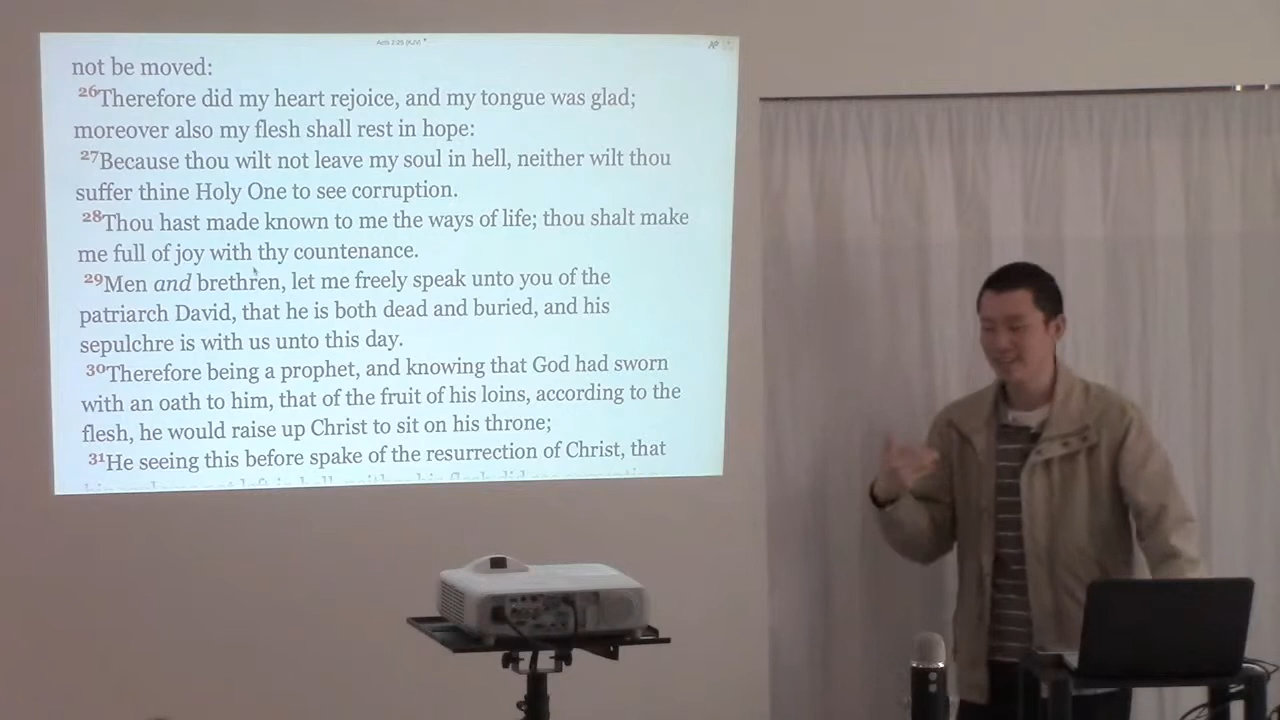 Acts 2:25 (KJV)
not be moved:
26Therefore did my heart rejoice, and my tongue was glad;
moreover also my flesh shall rest in hope:
27Because thou wilt not leave my soul in hell, neither wilt thou
suffer thine Holy One to see corruption.
28Thou hast made known to me the ways of life; thou shalt make
me full of joy with thy countenance.
29Men and brethren, let me freely speak unto you of the
patriarch David, that he is both dead and buried, and his
sepulchre is with us unto this day.
30Therefore being a prophet, and knowing that God had sworn
with an oath to him, that of the fruit of his loins, according to the
flesh, he would raise up Christ to sit on his throne;
31He seeing this before spake of the resurrection of Christ, that